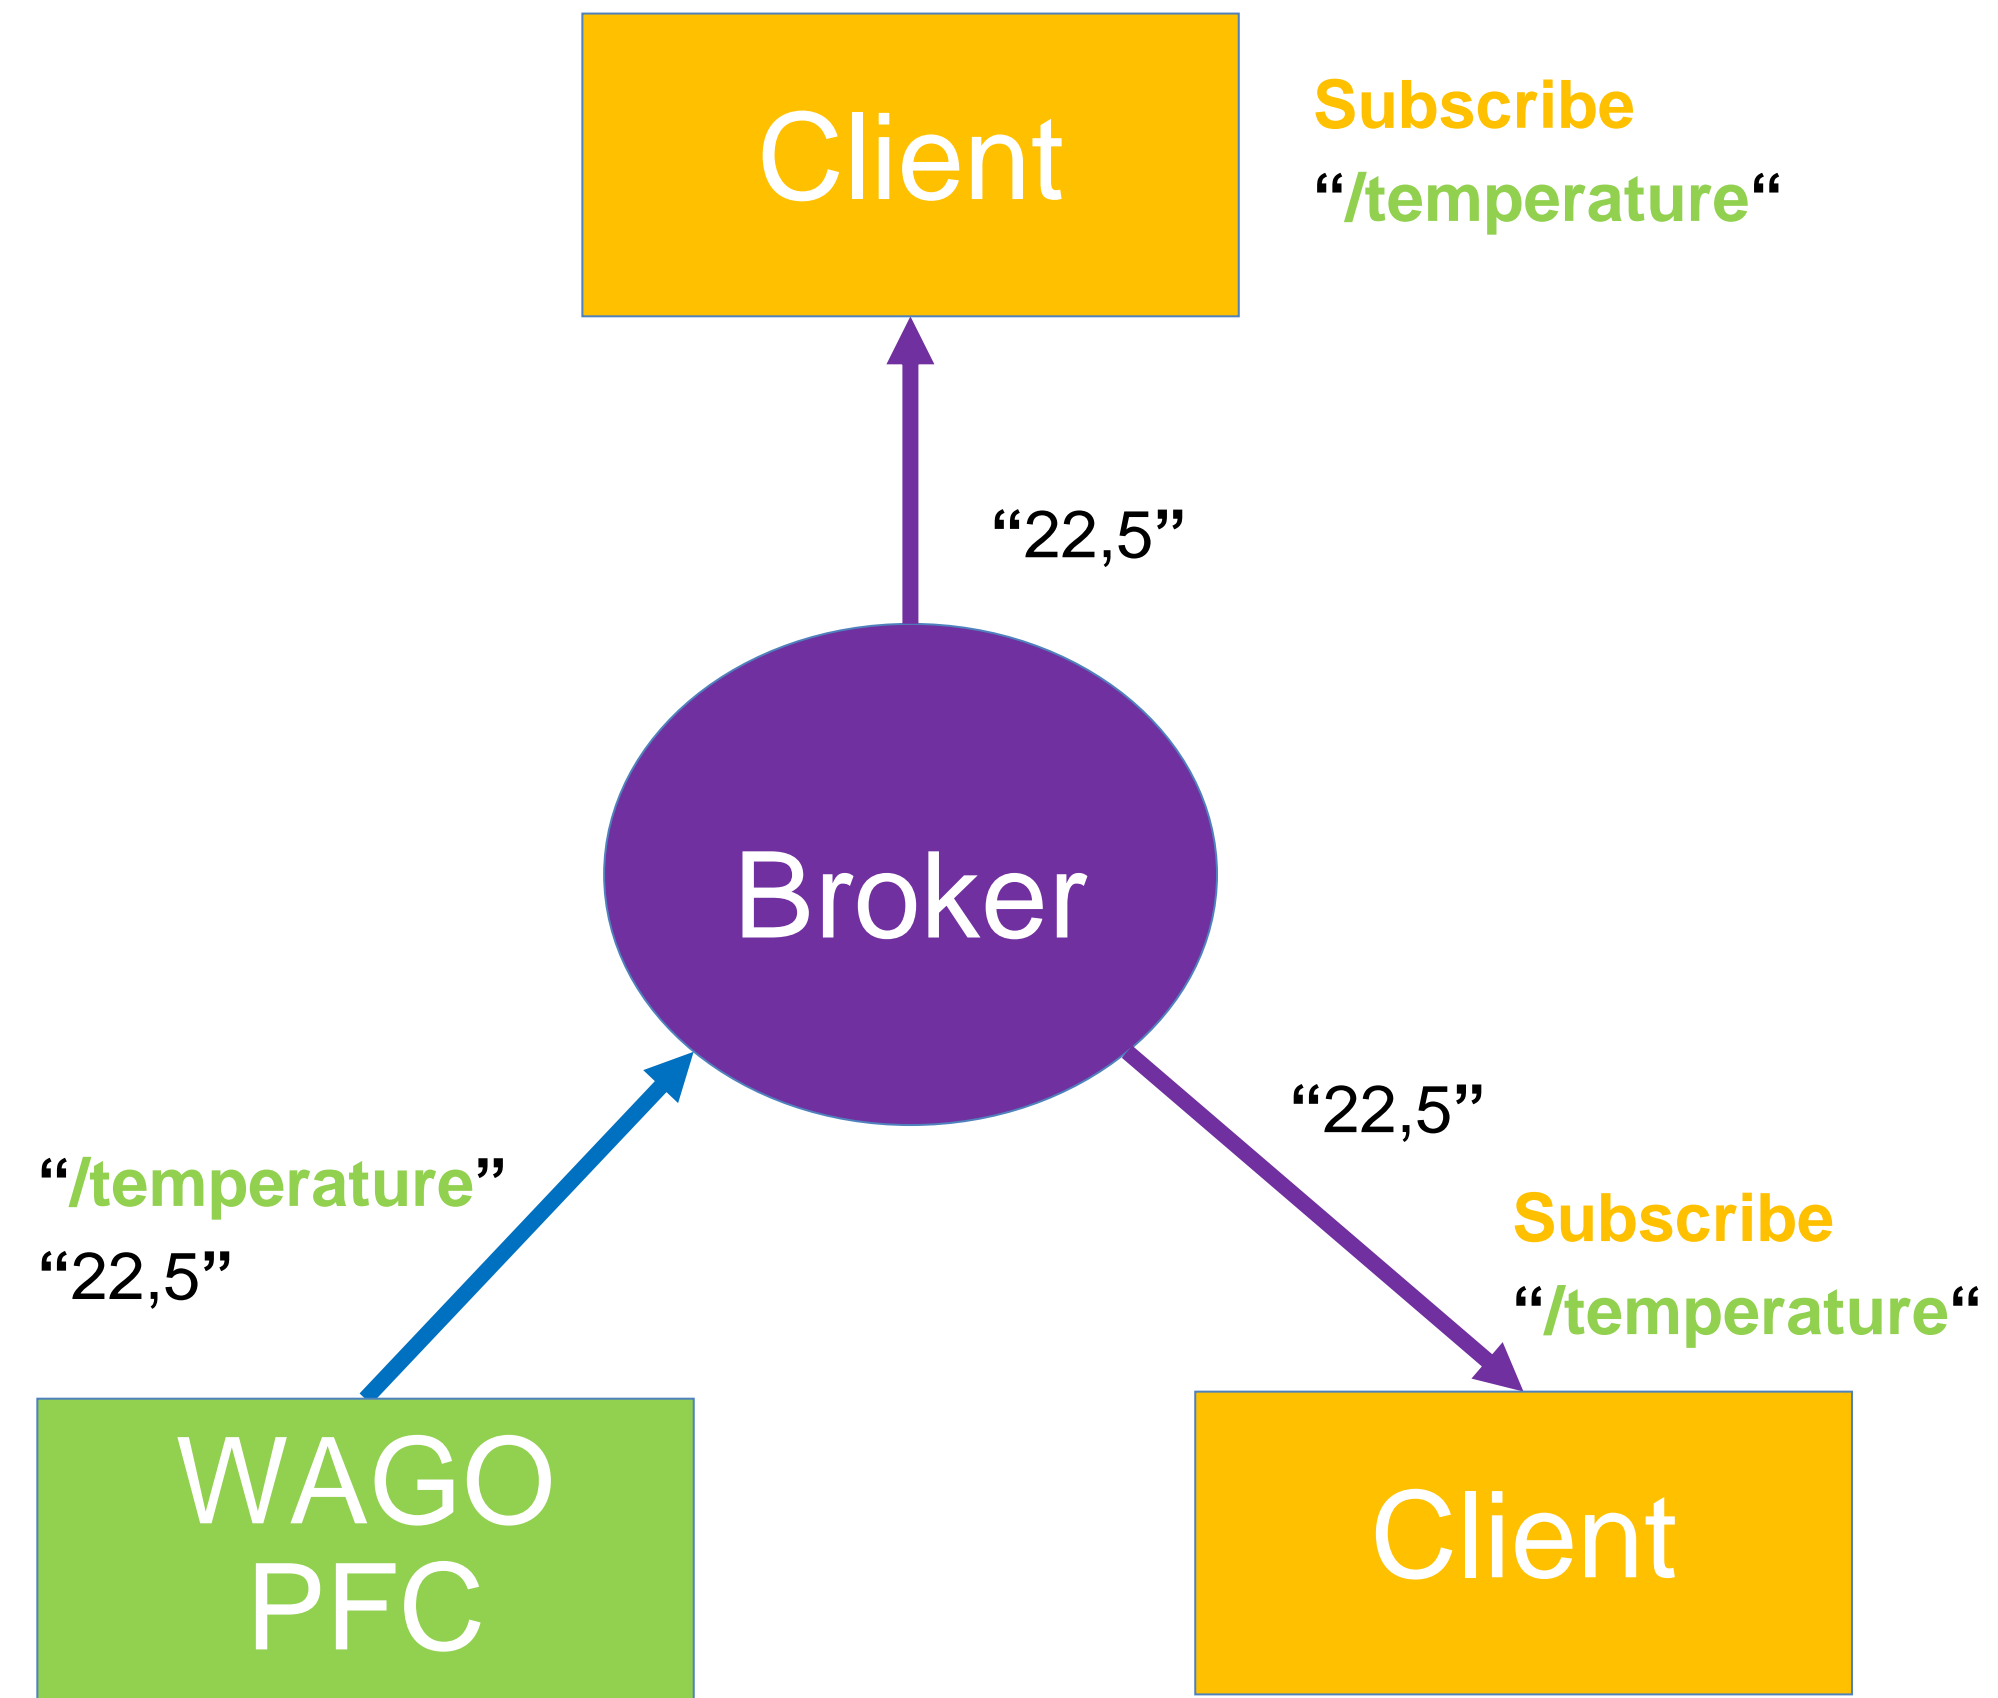 Client
Subscribe
“/temperature“
“22,5”
Broker
“22,5”
“/temperature”
“22,5”
Subscribe
“/temperature“
WAGO
PFC
Client